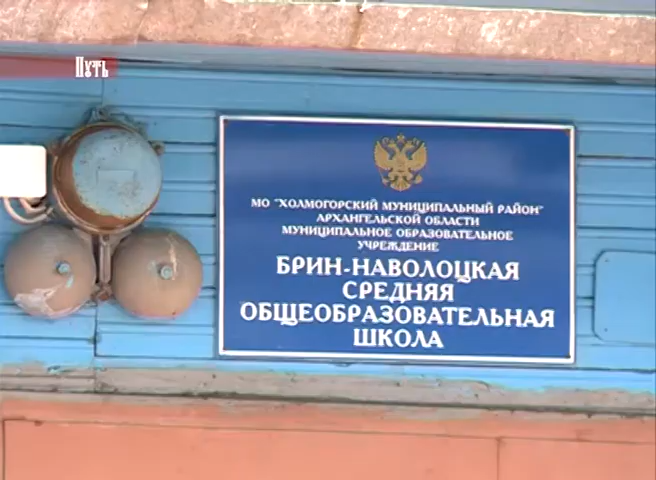 Путь
МО "ХОЛМОГОРСКИЙ МУНИЦИПАЛЬНЫЙ РАЙОН"
АРХАНГЕЛЬСКОЙ ОБЛАСТИ
МУНИЦИПАЛЬНОЕ ОБРАЗОВАТЕЛЬНОЕ
УЧРЕЖДЕНИЕ
БРИН-НАВОЛОЦКАЯ
СРЕДНЯЯ
ОБЩЕОБРАЗОВАТЕЛЬНАЯ
ШКОЛА